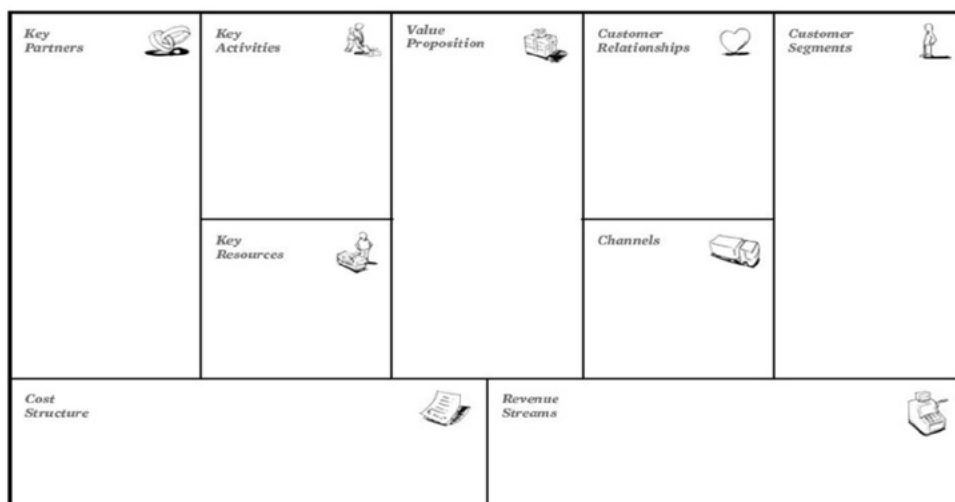 Key
Partners
Key
Activities
Value
Proposition
Customer
Relationships
Customer
Segments
Key
Resources
Channels
Cost
Structure
Revenue
Streams